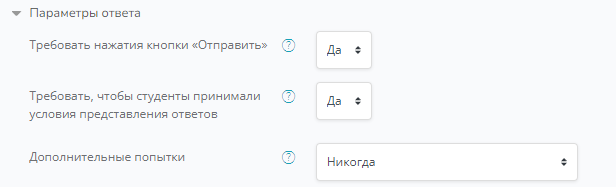 Параметры ответа
Требовать нажатия кнопки «Отправить» ? Да
Требовать, чтобы студенты принимали
условия представления ответов ? Да
Дополнительные попытки ? Никогда